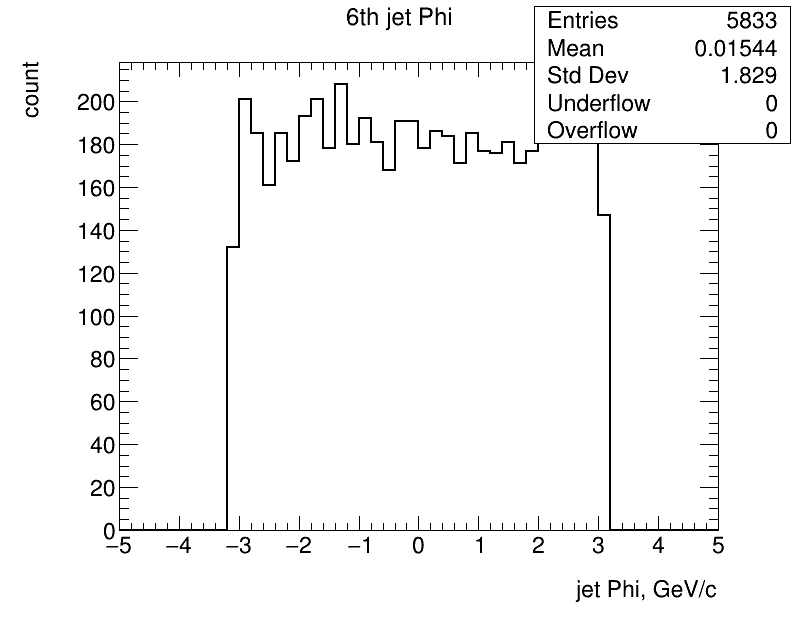 6th jet Phi
Entries 5833
Mean 0.01544
Std Dev 1.829
Underflow 0
Overflow 0
count
200
180
160
140
120
100
80
60
40
20
0
−5 −4 −3 −2 −1 0 1 2 3 4 5
jet Phi, GeV/c